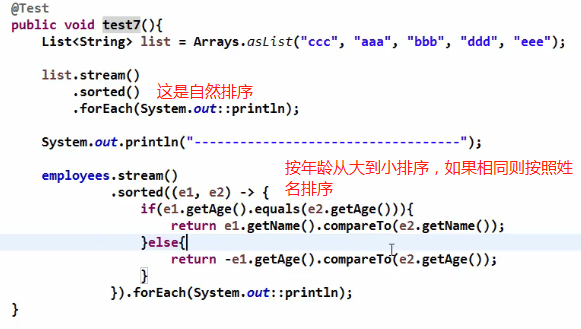 @Test
public void test7(){
List<String> list = Arrays.asList("ccc", "aaa", "bbb", "ddd", "eee");
list.stream()
.sorted() 这是自然排序
.forEach(System.out::println);
System.out.println("-----------------------------------");
按年龄从大到小排序，如果相同则按照姓
名排序
employees.stream()
.sorted((e1, e2) -> {
if(e1.getAge().equals(e2.getAge())){
return e1.getName().compareTo(e2.getName());
}else{
return -e1.getAge().compareTo(e2.getAge());
}
}).forEach(System.out::println);
}